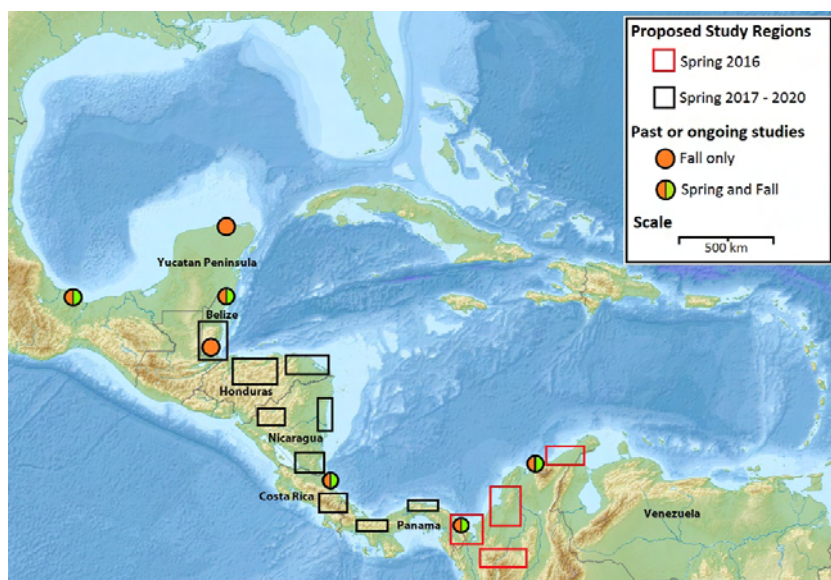 Proposed Study Regions
Spring 2016
Spring 2017 - 2020
Past or ongoing studies
Fall only
Spring and Fall
Scale
500 km
Yucatan Peninsula
Belize
Honduras
Nicaragua
Costa Rica
Panama
Venezuela